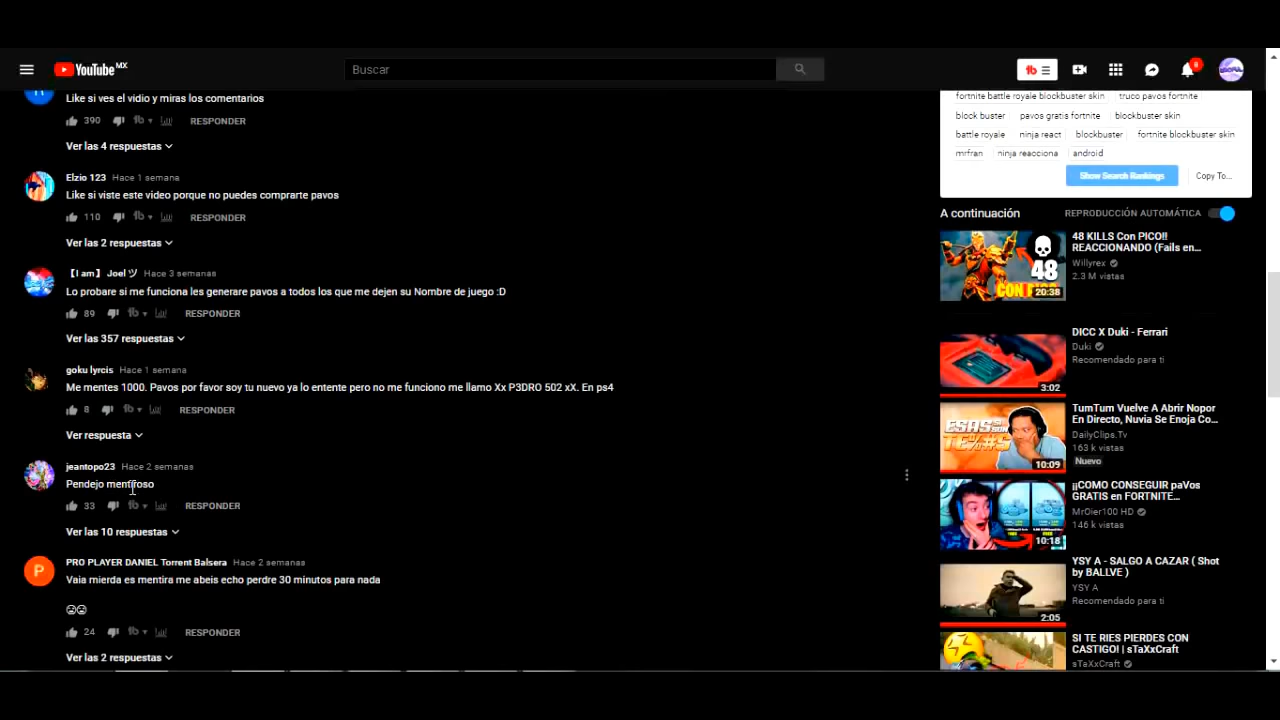 YouTube MX
Buscar
6
Like si ves el vidio y miras los comentarios
390 RESPONDER
Ver las 4 respuestas
Elzio 123 Hace 1 semana
Like si viste este video porque no puedes comprarte pavos
110 RESPONDER
Ver las 2 respuestas
【I am】 Joel ツ Hace 3 semanas
Lo probare si me funciona les generare pavos a todos los que me dejen su Nombre de juego :D
89 RESPONDER
Ver las 357 respuestas
goku lyrcis Hace 1 semana
Me mentes 1000. Pavos por favor soy tu nuevo ya lo entente pero no me funciono me llamo Xx P3DRO 502 xX. En ps4
8 RESPONDER
Ver respuesta
jeantopo23 Hace 2 semanas
Pendejo mentiroso
33 RESPONDER
Ver las 10 respuestas
P
PRO PLAYER DANIEL Torrent Balsera Hace 2 semanas
Vaia mierda es mentira me abeis echo perdre 30 minutos para nada
24 RESPONDER
Ver las 2 respuestas
fortnite battle royale blockbuster skin truco pavos fortnite
block buster pavos gratis fortnite blockbuster skin
battle royale ninja react blockbuster fortnite blockbuster skin
mrfran ninja reacciona android
Show Search Rankings Copy To...
A continuación REPRODUCCIÓN AUTOMÁTICA
48
CON PICO
20:38
48 KILLS Con PICO!!
REACCIONANDO (Fails en...
Willyrex
2.3 M vistas
3:02
DICC X Duki - Ferrari
Duki
Recomendado para ti
ESAS SI
SON
TE%#S
10:09
TumTum Vuelve A Abrir Nopor
En Directo, Nuvia Se Enoja Co...
DailyClips.Tv
163 k vistas
Nuevo
10:18
¡¡COMO CONSEGUIR paVos
GRATIS en FORTNITE...
MrOier100 HD
146 k vistas
2:05
YSY A - SALGO A CAZAR ( Shot
by BALLVE )
YSY A
Recomendado para ti
SI TE RIES PIERDES CON
CASTIGO! | sTaXxCraft
sTaXxCraft